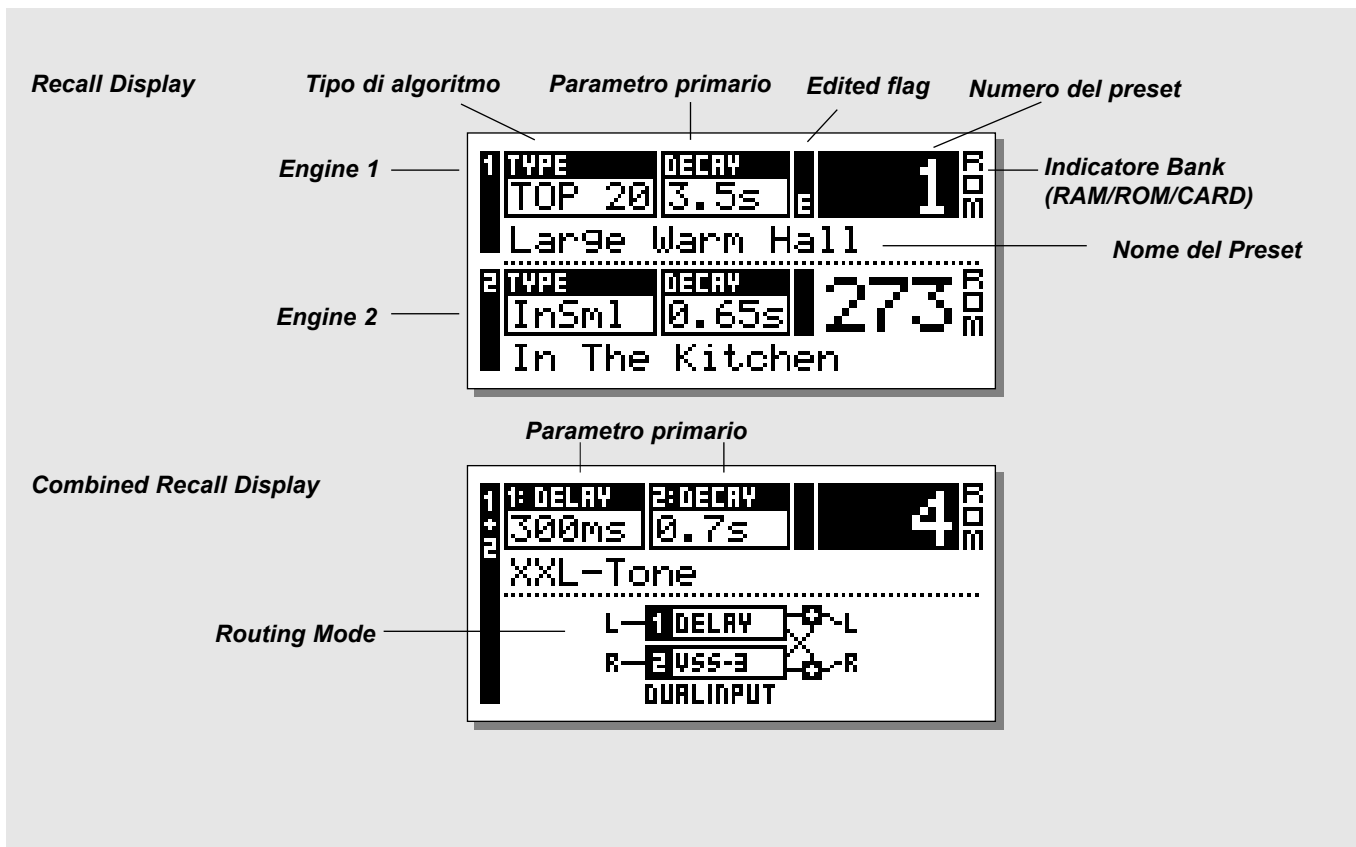 Recall Display
Tipo di algoritmo
Parametro primario
Edited flag
Numero del preset
Engine 1
1 TYPE DECAY
TOP 20 3.5s E 1 ROM
Large Warm Hall
Indicatore Bank
(RAM/ROM/CARD)
Nome del Preset
Engine 2
2 TYPE DECAY
InSml 0.65s 273 ROM
In The Kitchen
Parametro primario
Combined Recall Display
1+2 1: DELAY 2: DECAY
300ms 0.7s 4 ROM
XXL-Tone
Routing Mode
L 1 DELAY L
R 2 VSS-3 R
DUALINPUT